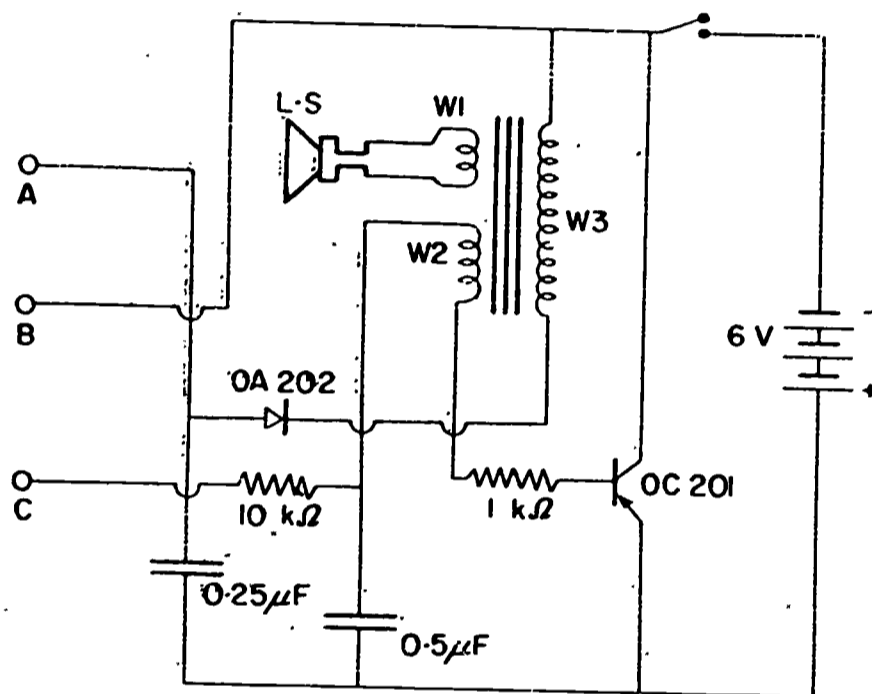 L·S
W1
A
W2
W3
B
6 V
-
+
OA 202
C
10 kΩ
1 kΩ
OC 201
0·25μF
0·5μF